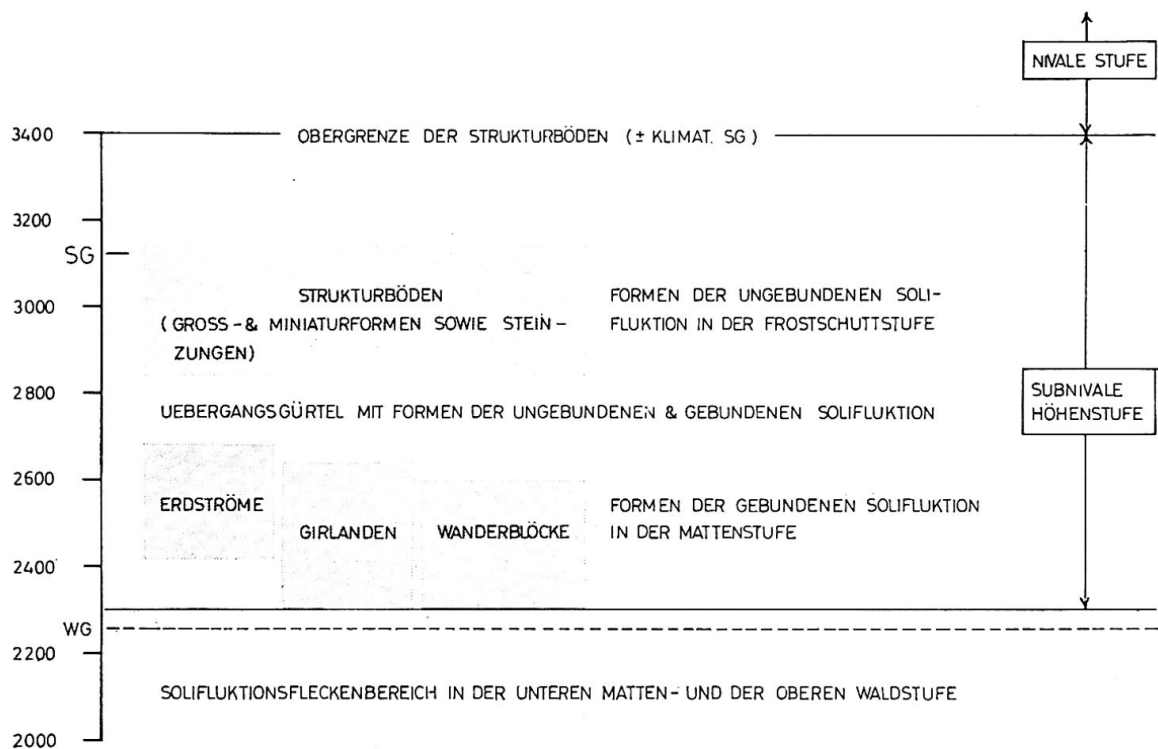 NIVALE STUFE
3400
OBERGRENZE DER STRUKTURBÖDEN (± KLIMAT. SG)
3200
SG
3000
STRUKTURBÖDEN
(GROSS-& MINIATURFORMEN SOWIE STEIN-
ZUNGEN)
FORMEN DER UNGEBUNDENEN SOLI-
FLUKTION IN DER FROSTSCHUTTSTUFE
2800
UEBERGANGSGÜRTEL MIT FORMEN DER UNGEBUNDENEN & GEBUNDENEN SOLIFLUKTION
SUBNIVALE
HÖHENSTUFE
2600
ERDSTRÖME
GIRLANDEN
WANDERBLÖCKE
FORMEN DER GEBUNDENEN SOLIFLUKTION
IN DER MATTENSTUFE
2400
WG
2200
SOLIFLUKTIONSFLECKENBEREICH IN DER UNTEREN MATTEN- UND DER OBEREN WALDSTUFE
2000